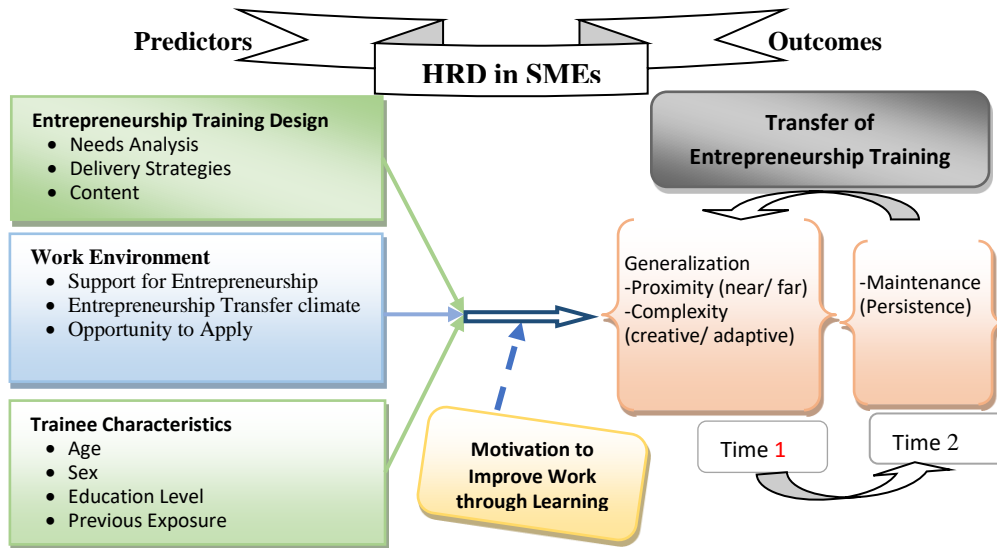 Predictors
HRD in SMEs
Outcomes
Entrepreneurship Training Design
• Needs Analysis
• Delivery Strategies
• Content
Work Environment
• Support for Entrepreneurship
• Entrepreneurship Transfer climate
• Opportunity to Apply
Trainee Characteristics
• Age
• Sex
• Education Level
• Previous Exposure
Motivation to
Improve Work
through Learning
Transfer of
Entrepreneurship Training
Generalization
-Proximity (near/ far)
-Complexity
(creative/ adaptive)
-Maintenance
(Persistence)
Time 1
Time 2